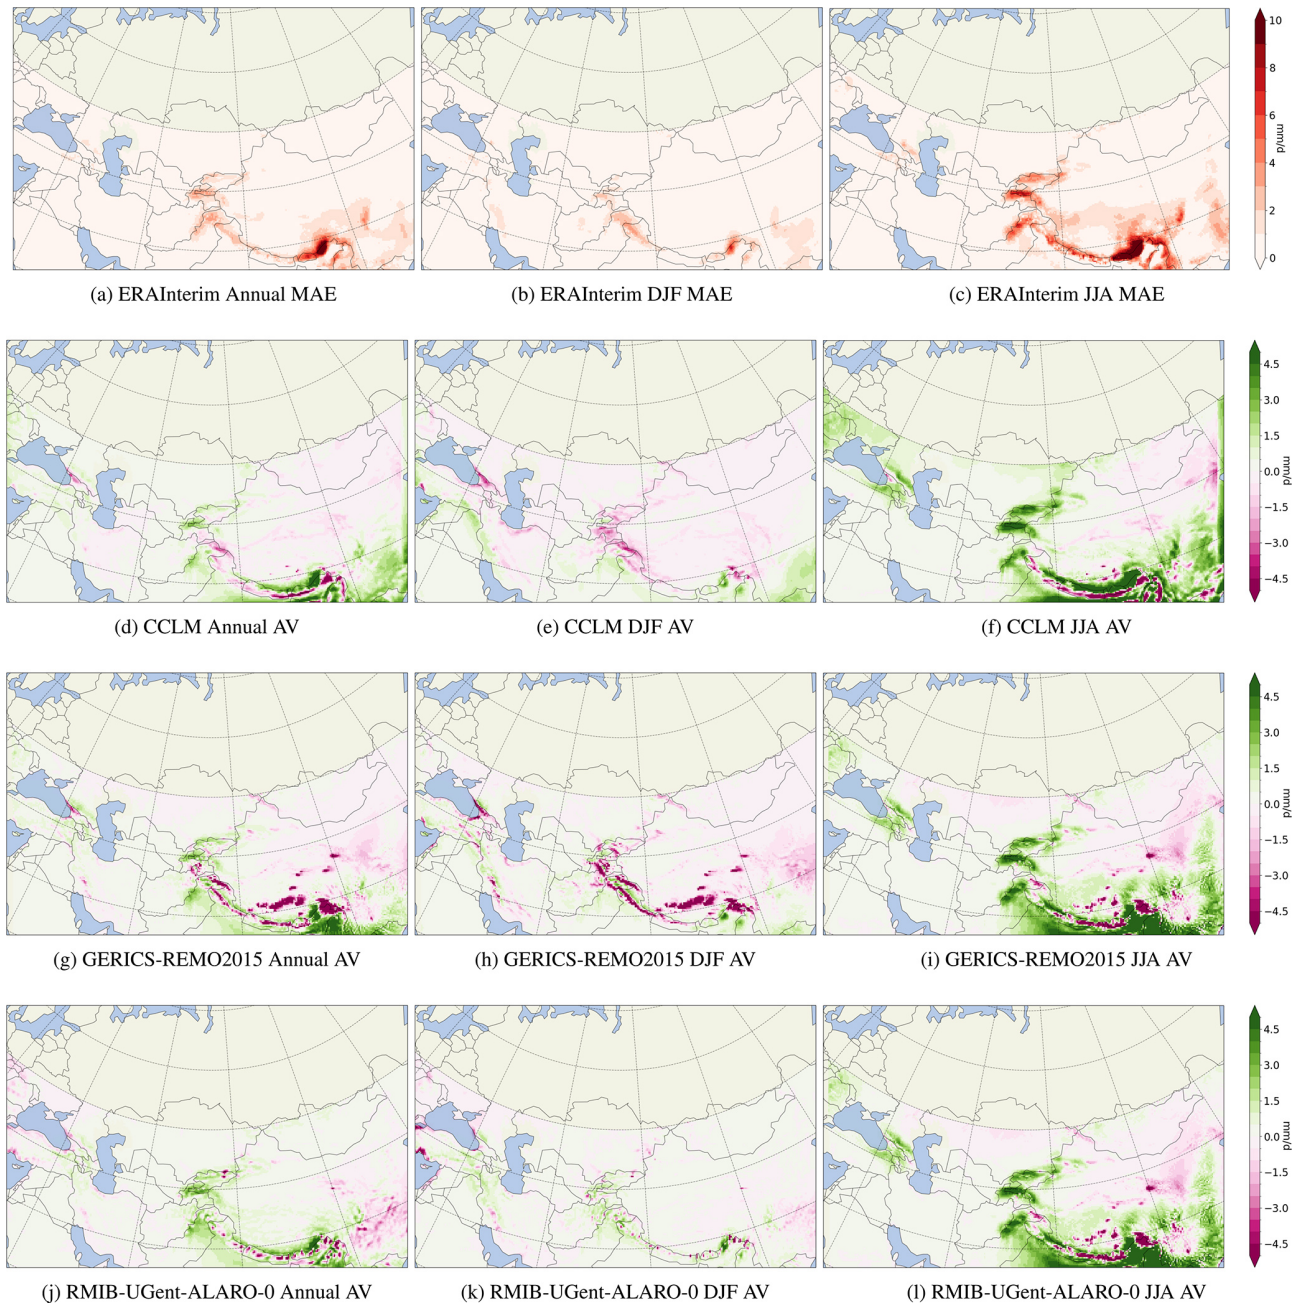 10
8
6
4
2
0
mm/d
(a) ERAInterim Annual MAE
(b) ERAInterim DJF MAE
(c) ERAInterim JJA MAE
4.5
3.0
1.5
0.0
−1.5
−3.0
−4.5
mm/d
(d) CCLM Annual AV
(e) CCLM DJF AV
(f) CCLM JJA AV
4.5
3.0
1.5
0.0
−1.5
−3.0
−4.5
mm/d
(g) GERICS-REMO2015 Annual AV
(h) GERICS-REMO2015 DJF AV
(i) GERICS-REMO2015 JJA AV
4.5
3.0
1.5
0.0
−1.5
−3.0
−4.5
mm/d
(j) RMIB-UGent-ALARO-0 Annual AV
(k) RMIB-UGent-ALARO-0 DJF AV
(l) RMIB-UGent-ALARO-0 JJA AV